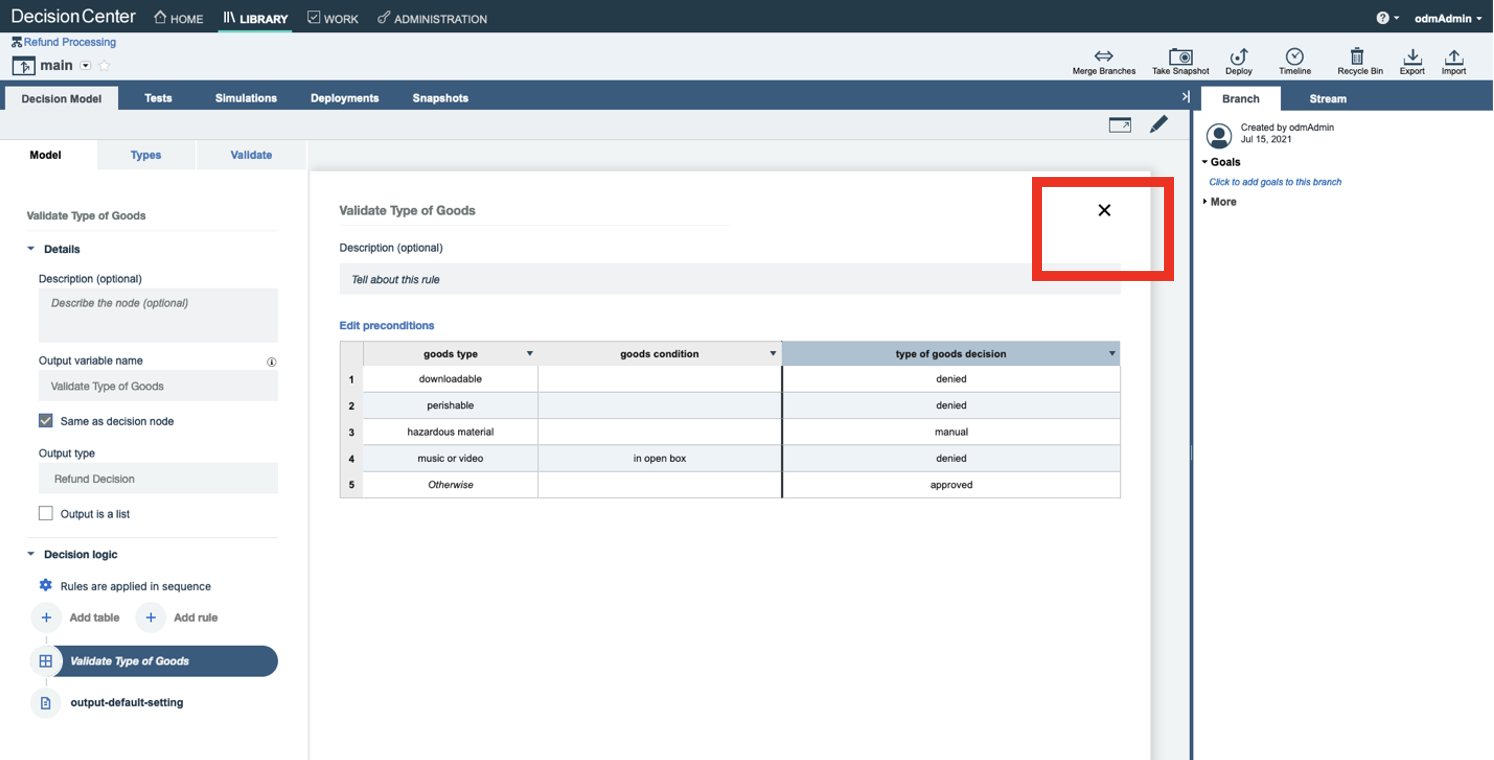 DecisionCenter HOME LIBRARY WORK ADMINISTRATION ? odmAdmin
Refund Processing
main
Merge Branches Take Snapshot Deploy Timeline Recycle Bin Export Import
Decision Model Tests Simulations Deployments Snapshots
Branch Stream
Created by odmAdmin
Jul 15, 2021
Goals
Click to add goals to this branch
More
Model Types Validate
Validate Type of Goods
Details
Description (optional)
Describe the node (optional)
Output variable name
Validate Type of Goods
Same as decision node
Output type
Refund Decision
Output is a list
Decision logic
Rules are applied in sequence
+ Add table + Add rule
Validate Type of Goods
output-default-setting
Validate Type of Goods
Description (optional)
Tell about this rule
Edit preconditions
goods type goods condition type of goods decision
1 downloadable denied
2 perishable denied
3 hazardous material manual
4 music or video in open box denied
5 Otherwise approved